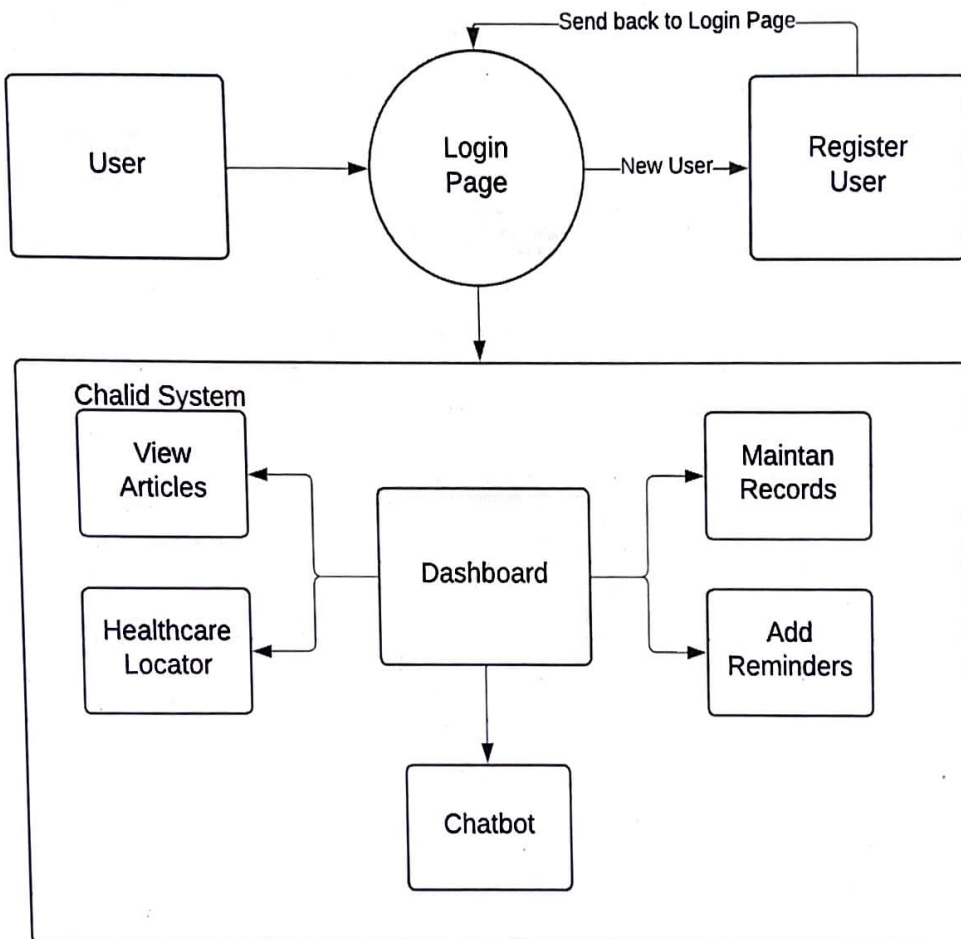 Send back to Login Page
User
Login
Page
New User
Register
User
Chalid System
View
Articles
Maintan
Records
Dashboard
Healthcare
Locator
Add
Reminders
Chatbot